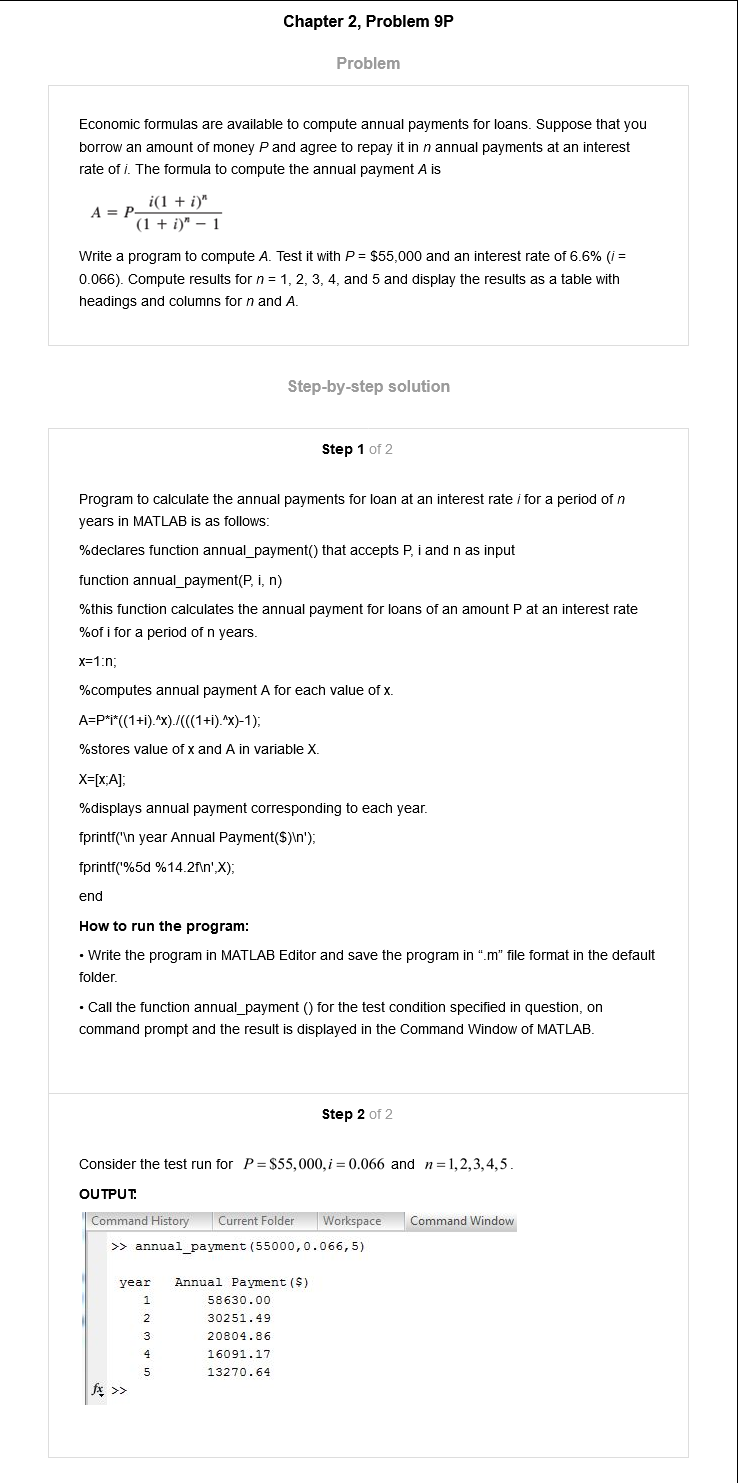 Chapter 2, Problem 9P
Problem
Economic formulas are available to compute annual payments for loans. Suppose that you
borrow an amount of money P and agree to repay it in n annual payments at an interest
rate of i. The formula to compute the annual payment A is
A = P i(1 + i)^n / (1 + i)^n − 1
Write a program to compute A. Test it with P = $55,000 and an interest rate of 6.6% (i =
0.066). Compute results for n = 1, 2, 3, 4, and 5 and display the results as a table with
headings and columns for n and A.
Step-by-step solution
Step 1 of 2
Program to calculate the annual payments for loan at an interest rate i for a period of n
years in MATLAB is as follows:
%declares function annual_payment() that accepts P, i and n as input
function annual_payment(P, i, n)
%this function calculates the annual payment for loans of an amount P at an interest rate
%of i for a period of n years.
x=1:n;
%computes annual payment A for each value of x.
A=P*i*((1+i).^x)./(((1+i).^x)-1);
%stores value of x and A in variable X.
X=[x;A];
%displays annual payment corresponding to each year.
fprintf('\n year Annual Payment($)\n');
fprintf('%5d %14.2f\n',X);
end
How to run the program:
• Write the program in MATLAB Editor and save the program in “.m” file format in the default
folder.
• Call the function annual_payment () for the test condition specified in question, on
command prompt and the result is displayed in the Command Window of MATLAB.
Step 2 of 2
Consider the test run for P = $55,000, i = 0.066 and n = 1,2,3,4,5.
OUTPUT:
Command History Current Folder Workspace Command Window
>> annual_payment(55000,0.066,5)
year Annual Payment($)
1 58630.00
2 30251.49
3 20804.86
4 16091.17
5 13270.64
fx >>